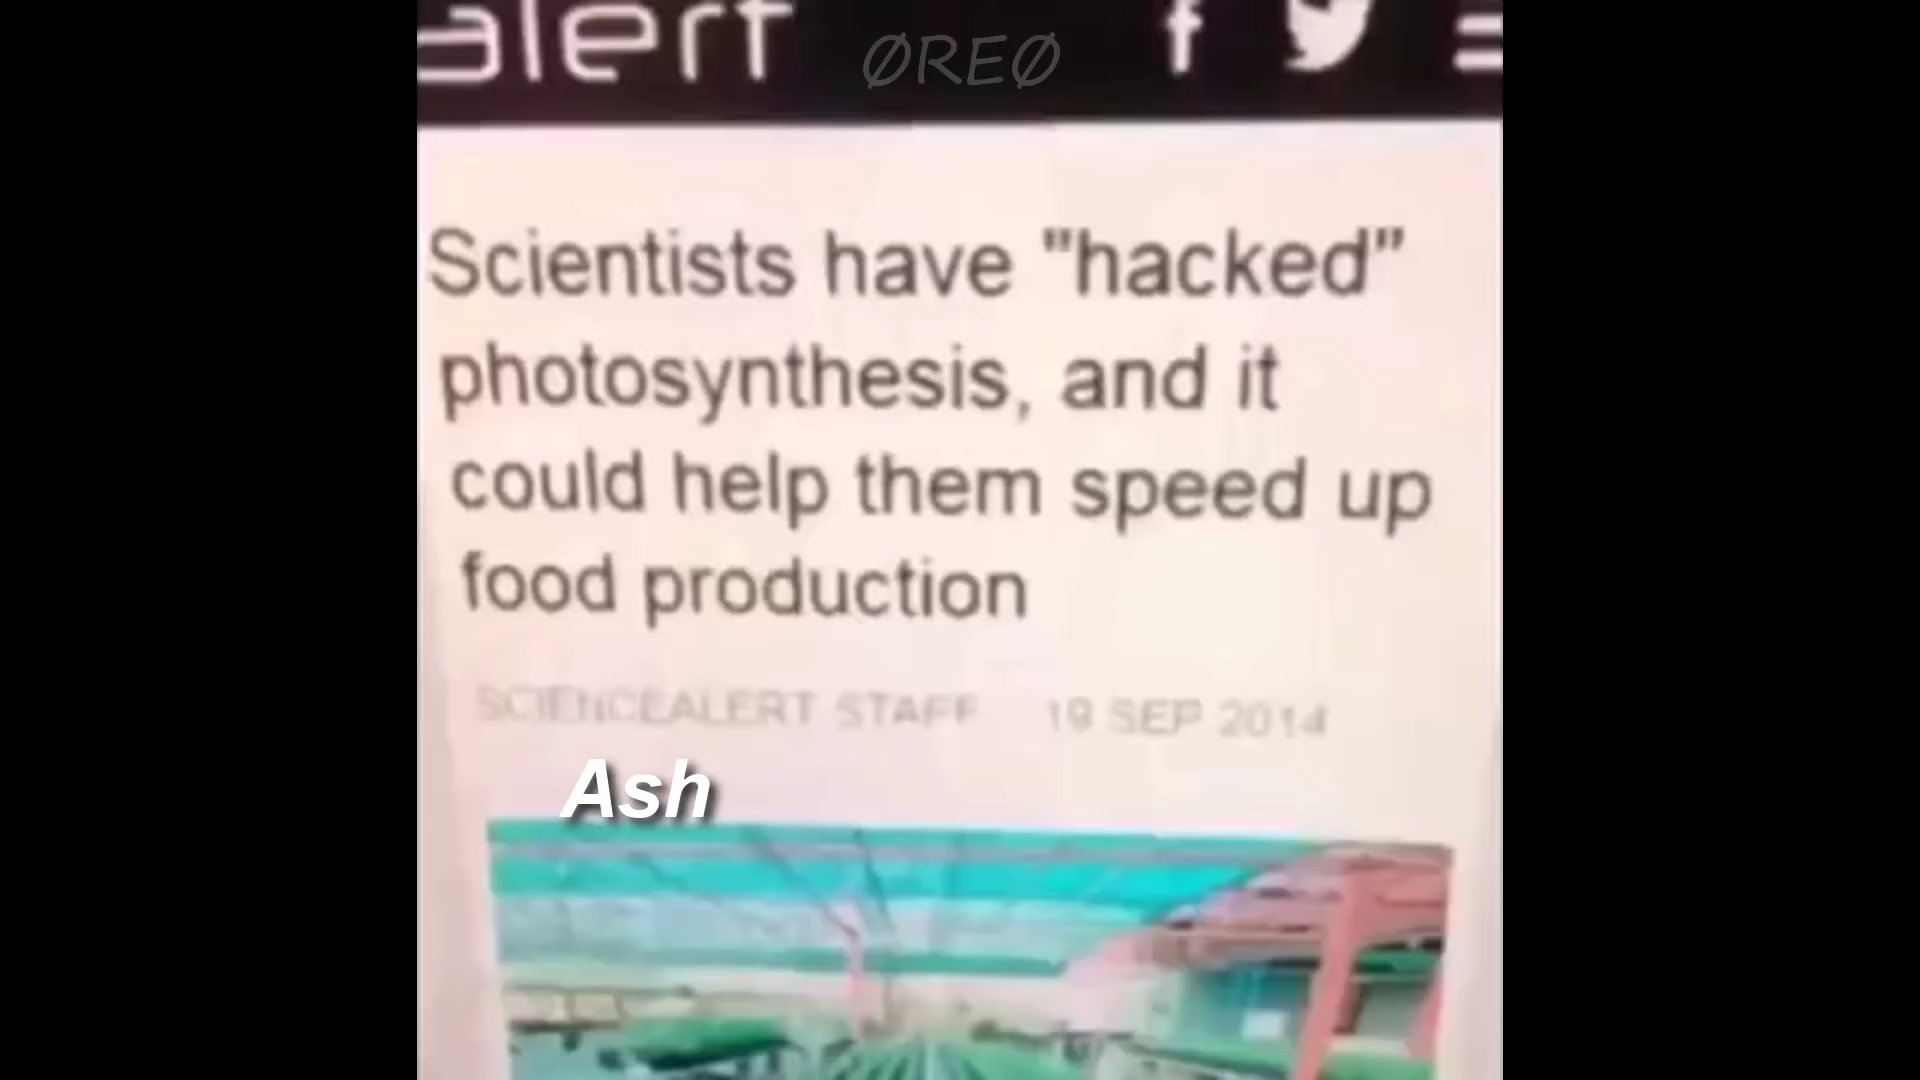 alert
ØREØ
Scientists have "hacked"
photosynthesis, and it
could help them speed up
food production
SCIENCEALERT STAFF 19 SEP 2014
Ash